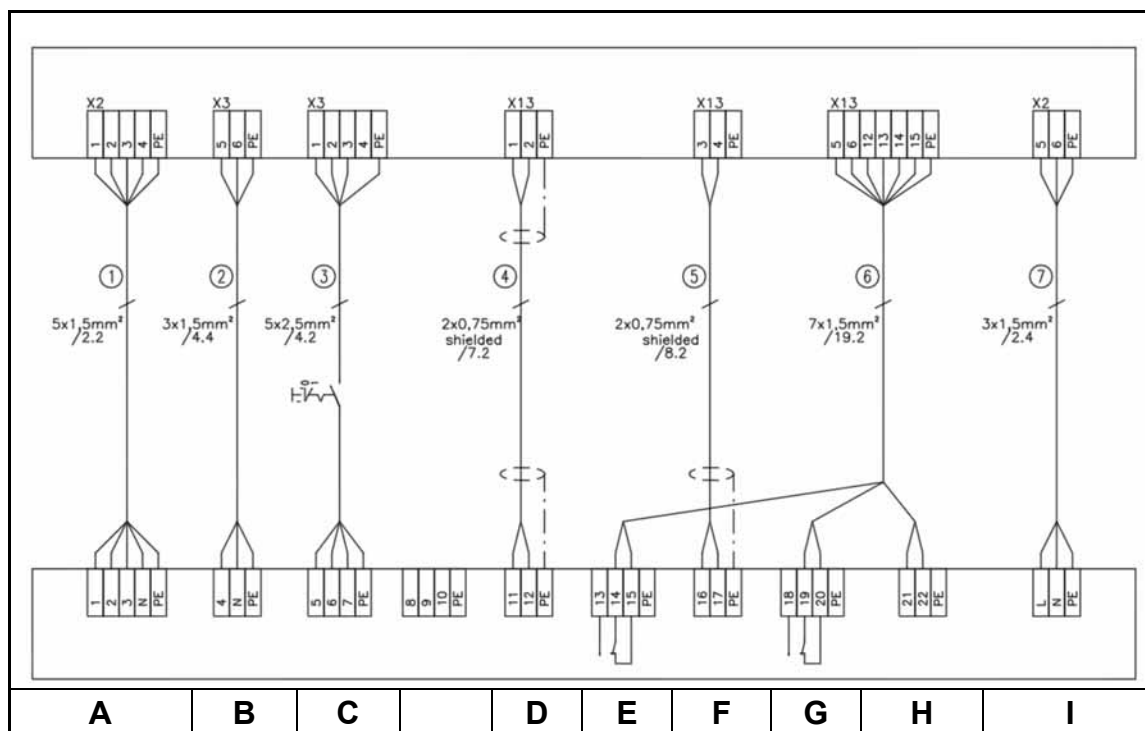 X2 X3 X3 X13 X13 X13 X2
1 2 3 4 PE 5 6 PE 1 2 3 4 PE 1 2 PE 3 4 PE 5 6 12 13 14 15 PE 5 6 PE
1 2 3 4 5 6 7
5x1,5mm² 3x1,5mm² 5x2,5mm² 2x0,75mm² 2x0,75mm² 7x1,5mm² 3x1,5mm²
/2.2 /4.4 /4.2 shielded shielded /19.2 /2.4
/7.2 /8.2
0 1
1 2 3 N PE 4 N PE 5 6 7 PE 8 9 10 PE 11 12 PE 13 14 15 PE 16 17 PE 18 19 20 PE 21 22 PE L N PE
A B C D E F G H I